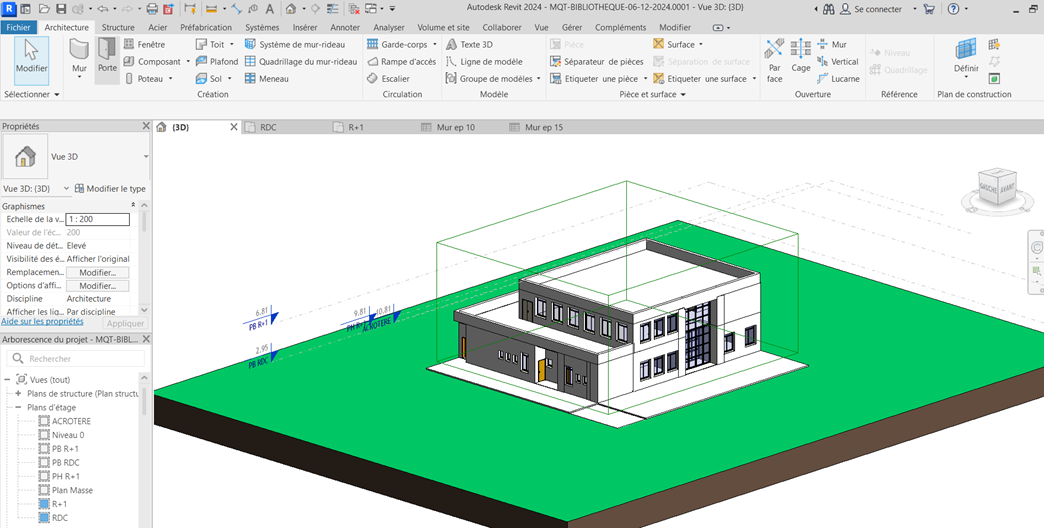 Autodesk Revit 2024 - MQT-BIBLIOTHEQUE-06-12-2024.0001 - Vue 3D: {3D}
Se connecter
Fichier Architecture Structure Acier Préfabrication Systèmes Insérer Annoter Analyser Volume et site Collaborer Vue Gérer Compléments Modifier
Modifier
Mur
Porte
Fenêtre
Composant
Poteau
Toit
Plafond
Sol
Système de mur-rideau
Quadrillage du mur-rideau
Meneau
Garde-corps
Rampe d'accès
Escalier
Texte 3D
Ligne de modèle
Groupe de modèles
Pièce
Séparateur de pièces
Etiqueter une pièce
Surface
Séparation de surface
Etiqueter une surface
Par face
Cage
Mur
Vertical
Lucarne
Niveau
Quadrillage
Définir
Sélectionner Création Circulation Modèle Pièce et surface Ouverture Référence Plan de construction
Propriétés
{3D} RDC R+1 Mur ep 10 Mur ep 15
Vue 3D
Vue 3D: {3D} Modifier le type
Graphismes
Echelle de la v... 1 : 200
Valeur de l'éc... 200
Niveau de dét... Elevé
Visibilité des é... Afficher l'original
Remplacemen... Modifier...
Options d'affi... Modifier...
Discipline Architecture
Afficher les lig... Par discipline
Aide sur les propriétés Appliquer
Arborescence du projet - MQT-BIBL...
Rechercher
Vues (tout)
Plans de structure (Plan structu
Plans d'étage
ACROTERE
Niveau 0
PB R+1
PB RDC
PH R+1
Plan Masse
R+1
RDC
6.81
PB R+1
9.81
10.81
ACROTERE
2.95
PB RDC
GAUCHE
AVANT